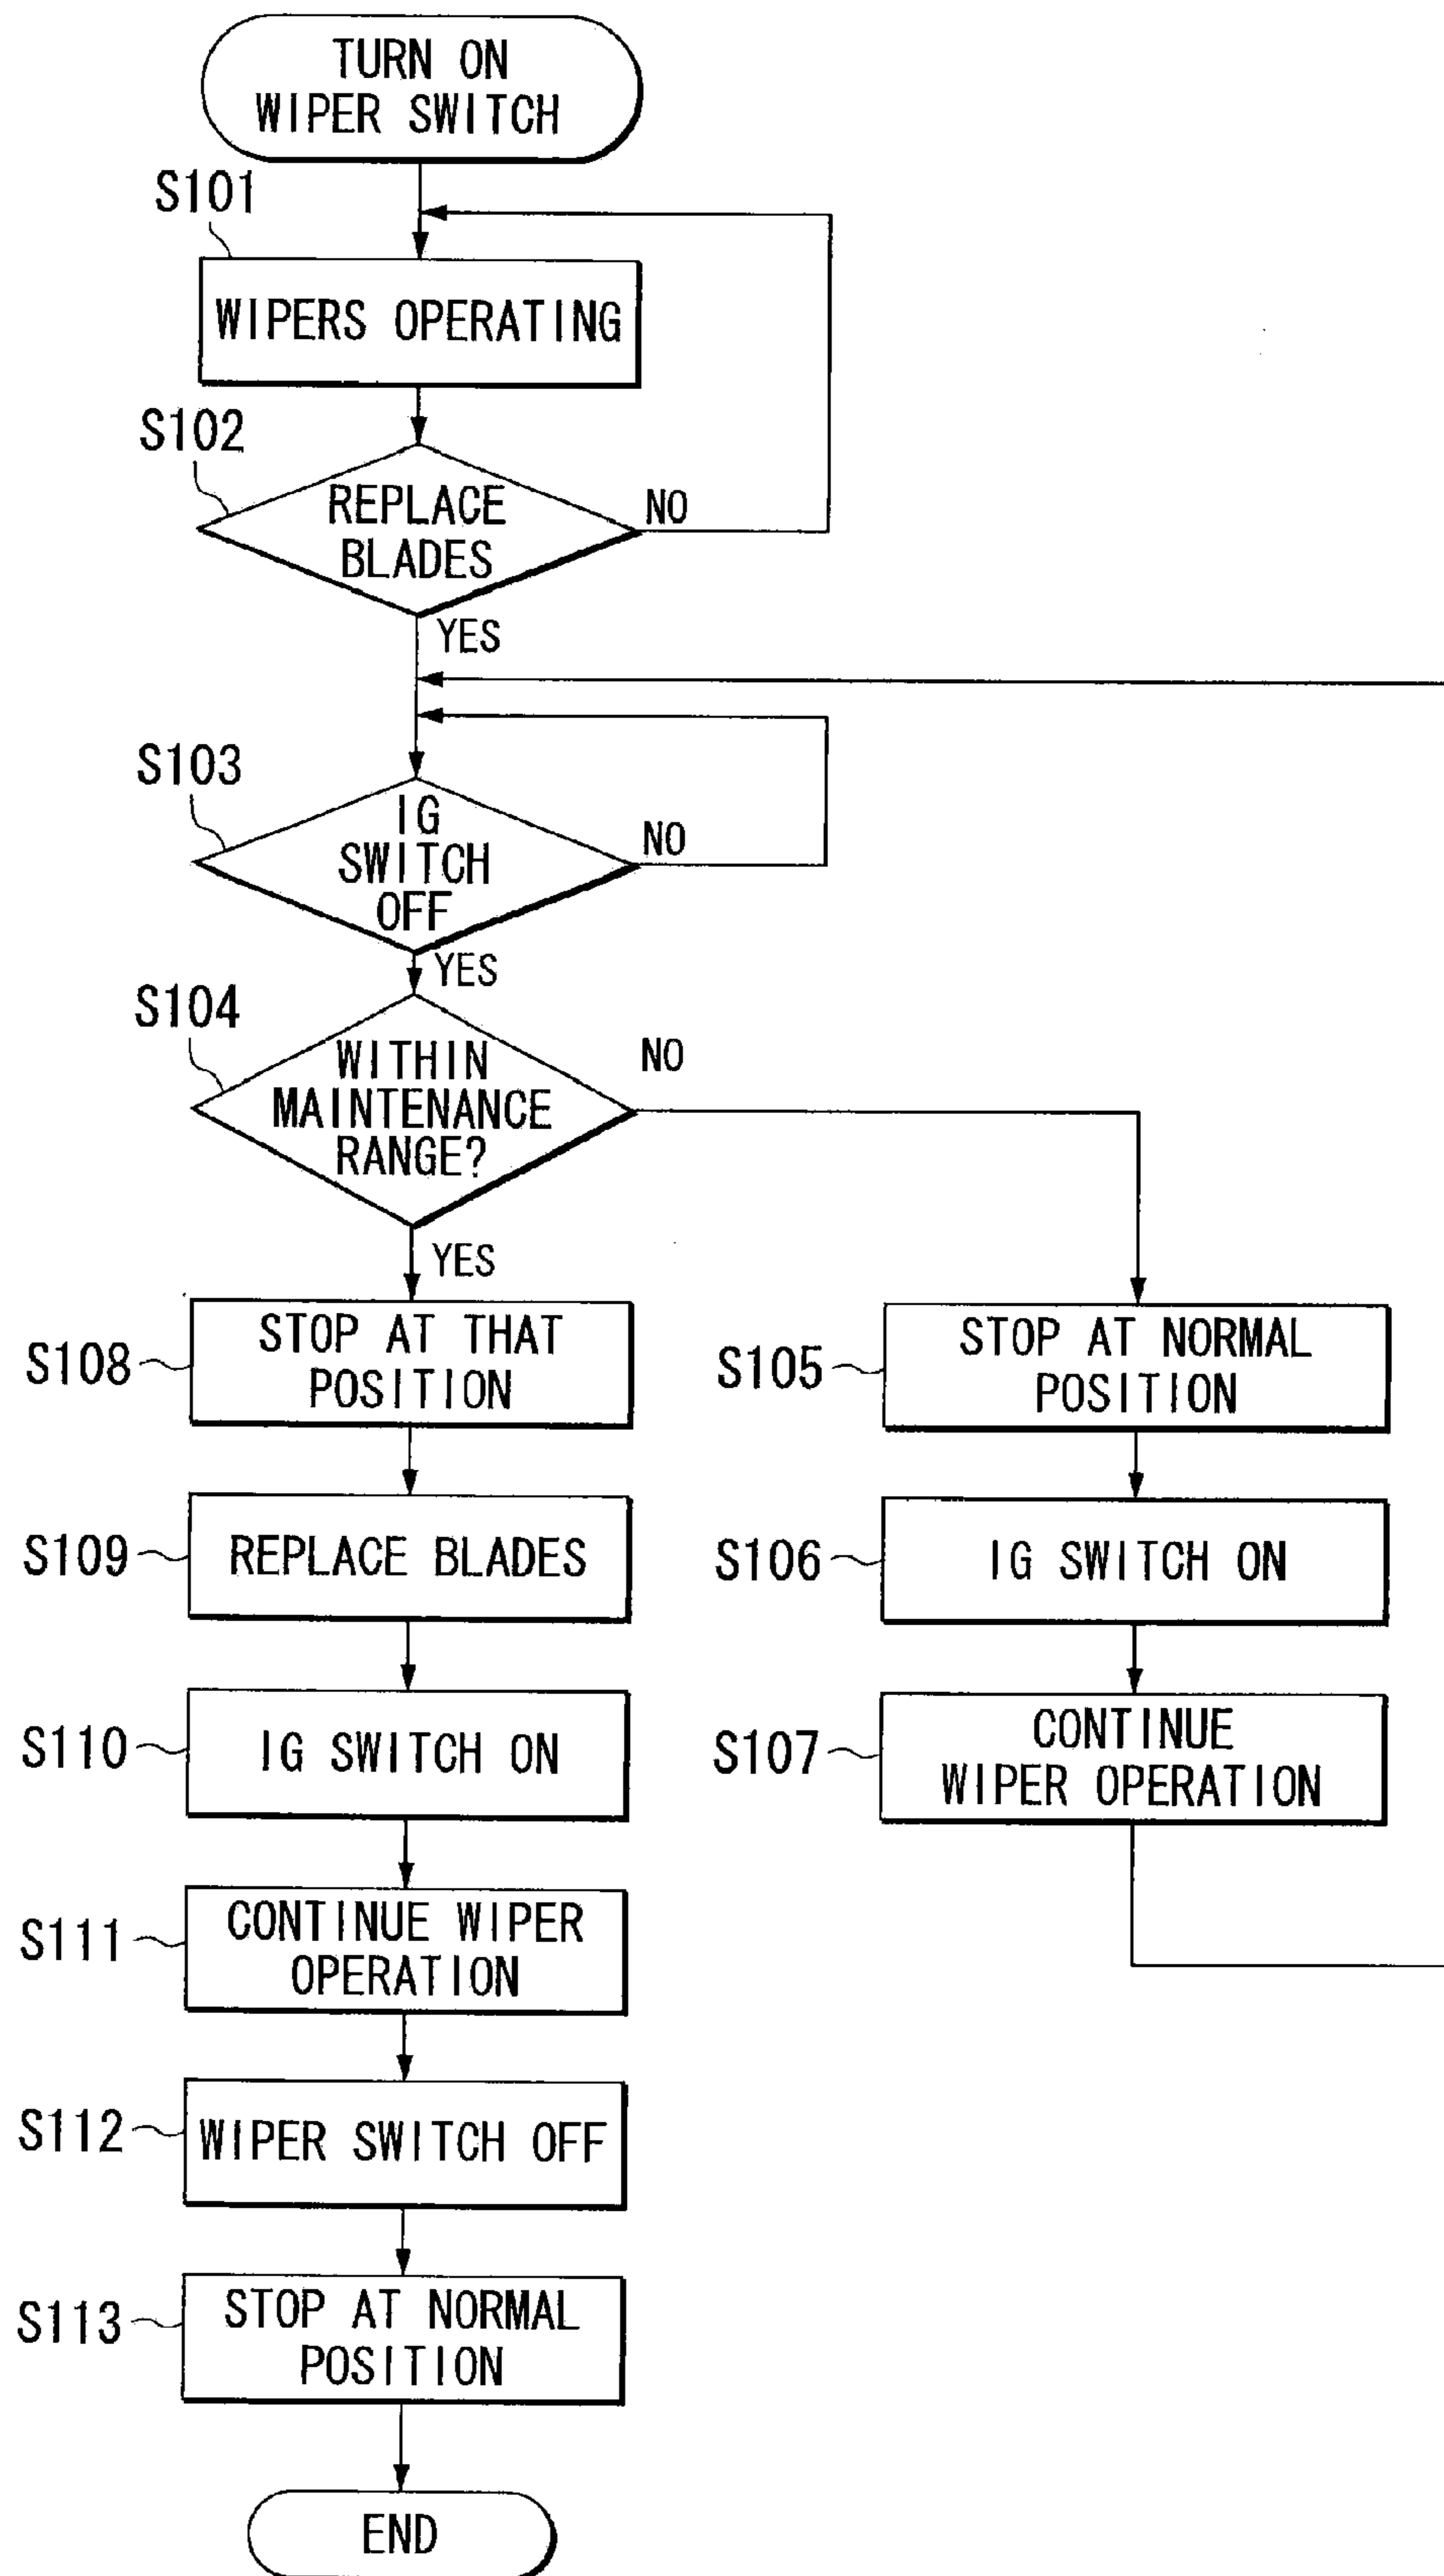 TURN ON
WIPER SWITCH
S101
WIPERS OPERATING
S102
REPLACE
BLADES
NO
YES
S103
IG
SWITCH
OFF
NO
YES
S104
WITHIN
MAINTENANCE
RANGE?
NO
YES
S108
STOP AT THAT
POSITION
S105
STOP AT NORMAL
POSITION
S109
REPLACE BLADES
S106
IG SWITCH ON
S110
IG SWITCH ON
S107
CONTINUE
WIPER OPERATION
S111
CONTINUE WIPER
OPERATION
S112
WIPER SWITCH OFF
S113
STOP AT NORMAL
POSITION
END